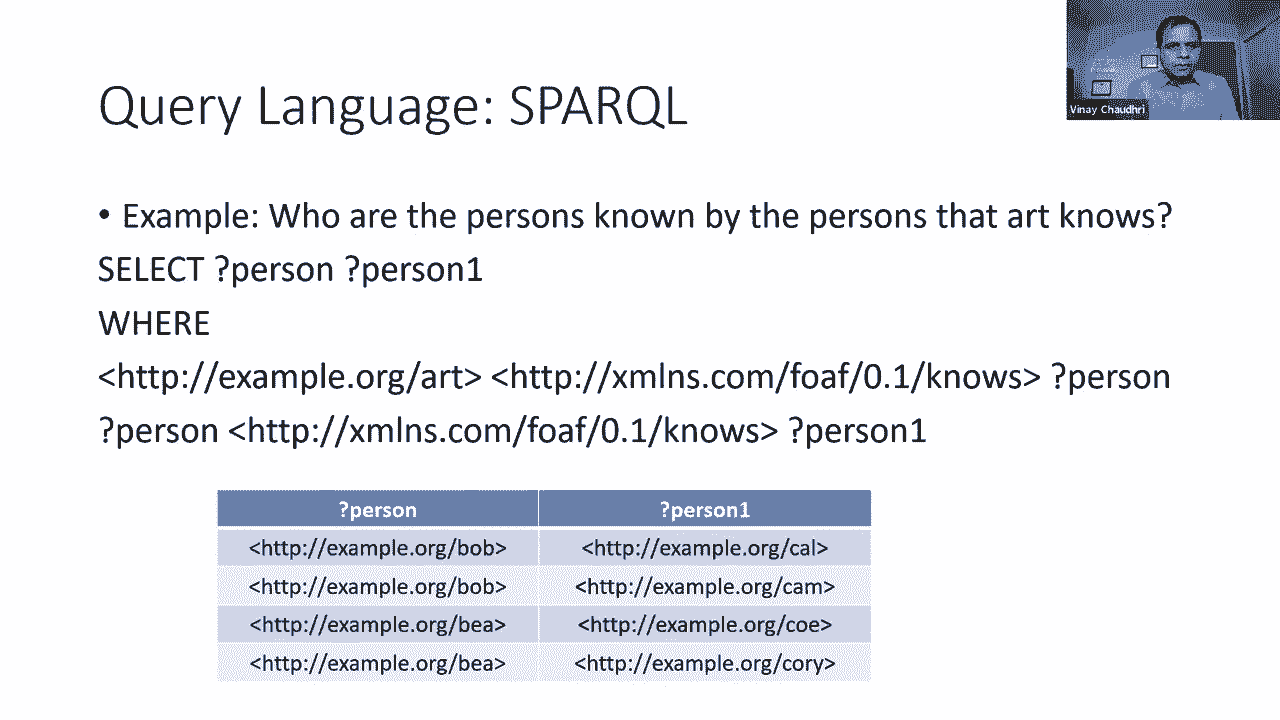 Vinay Chaudhri
Query Language: SPARQL
• Example: Who are the persons known by the persons that art knows?
SELECT ?person ?person1
WHERE
<http://example.org/art> <http://xmlns.com/foaf/0.1/knows> ?person
?person <http://xmlns.com/foaf/0.1/knows> ?person1
?person ?person1
<http://example.org/bob> <http://example.org/cal>
<http://example.org/bob> <http://example.org/cam>
<http://example.org/bea> <http://example.org/coe>
<http://example.org/bea> <http://example.org/cory>